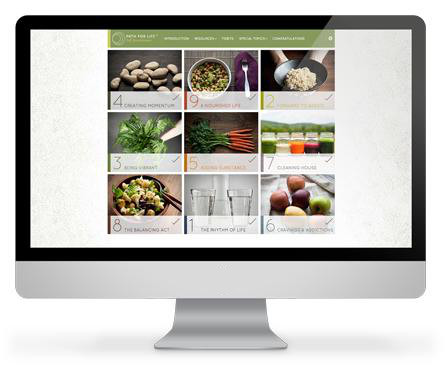 PATH FOR LIFE
INTRODUCTION RESOURCES TOOLS SPECIAL TOPICS CONGRATULATIONS
4 CREATING MOMENTUM
9 A NOURISHED LIFE
2 FORWARD TO BASICS
3 BEING VIBRANT
5 ADDING SUBSTANCE
7 CLEANING HOUSE
8 THE BALANCING ACT
1 THE RHYTHM OF LIFE
6 CRAVINGS & ADDICTIONS